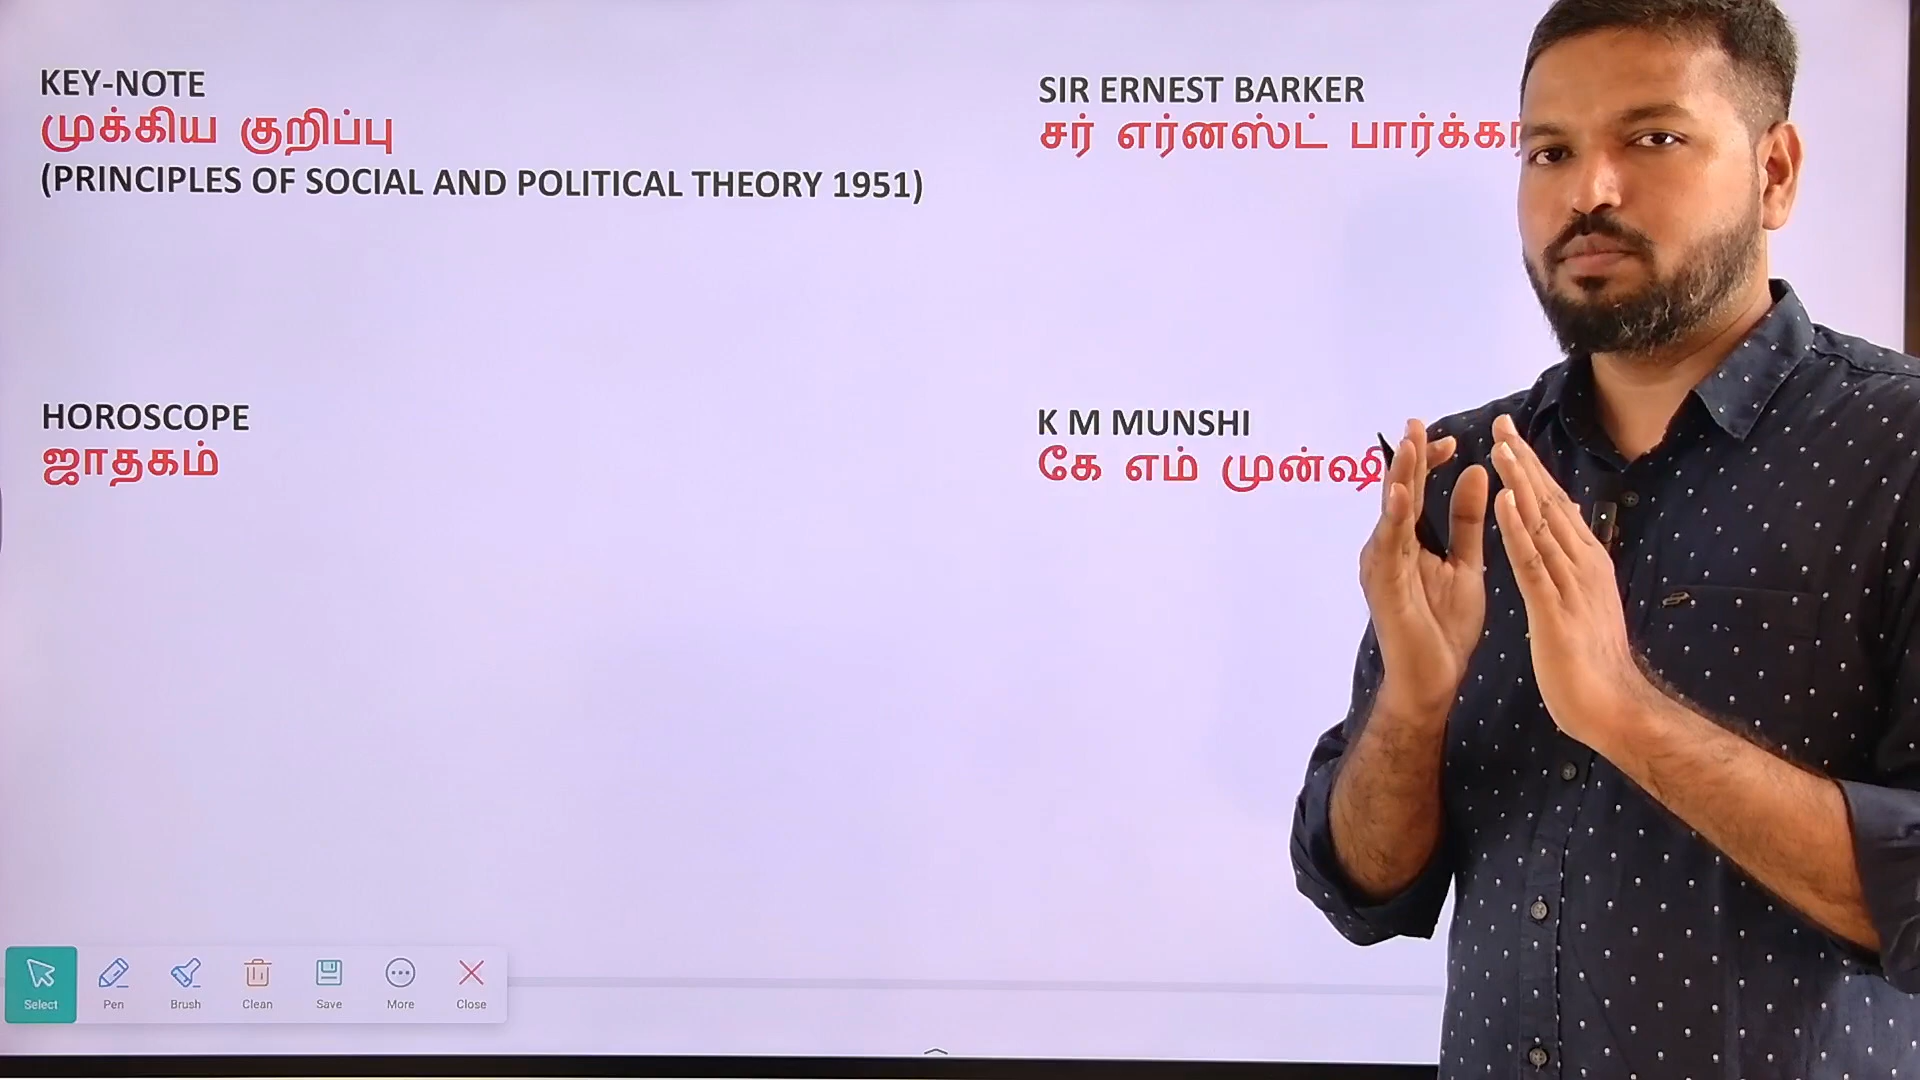 KEY-NOTE
முக்கிய குறிப்பு
(PRINCIPLES OF SOCIAL AND POLITICAL THEORY 1951)
SIR ERNEST BARKER
சர் எர்னஸ்ட்
HOROSCOPE
ஜாதகம்
K M MUNSHI
கே எம் முன்ஷி
Select
Pen
Brush
Clean
Save
More
Close